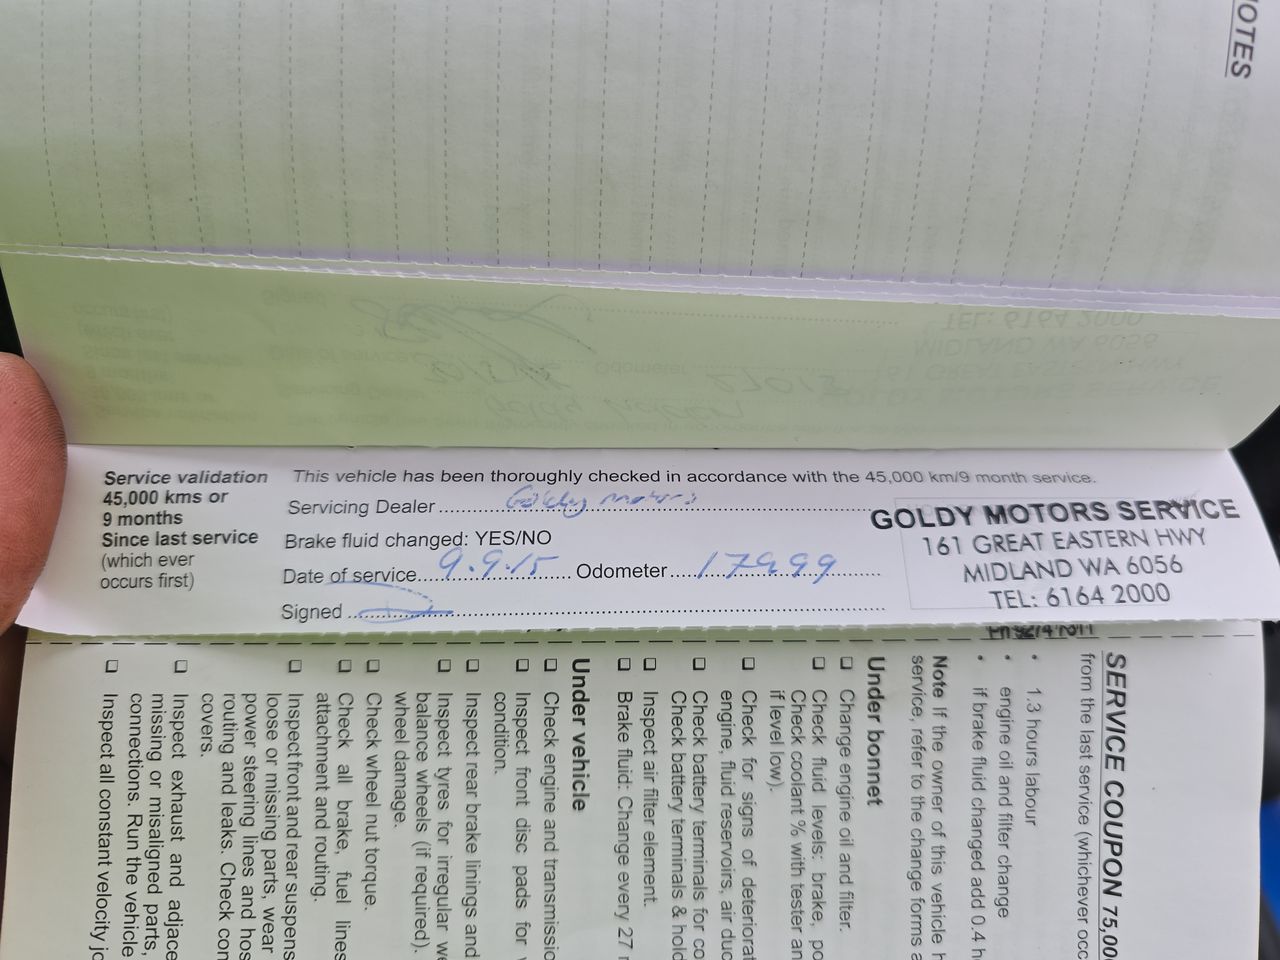 OTES
Service validation
45,000 kms or
9 months
Since last service
(which ever
occurs first)
This vehicle has been thoroughly checked in accordance with the 45,000 km/9 month service.
Servicing Dealer Goldy motors
Brake fluid changed: YES/NO
Date of service 9.9.15 Odometer 17999
Signed
GOLDY MOTORS SERVICE
161 GREAT EASTERN HWY
MIDLAND WA 6056
TEL: 6164 2000
SERVICE COUPON 75,00
from the last service (whichever occ
• 1.3 hours labour
• engine oil and filter change
• if brake fluid changed add 0.4 h
Note If the owner of this vehicle h
service, refer to the change forms a
Under bonnet
❑ Change engine oil and filter.
❑ Check fluid levels: brake, po
Check coolant % with tester an
if level low).
❑ Check for signs of deteriorat
engine, fluid reservoirs, air duc
❑ Check battery terminals for co
Check battery terminals & hold
❑ Inspect air filter element.
❑ Brake fluid: Change every 27 m
Under vehicle
❑ Check engine and transmissio
❑ Inspect front disc pads for w
condition.
❑ Inspect rear brake linings and
❑ Inspect tyres for irregular we
balance wheels (if required).
wheel damage.
❑ Check wheel nut torque.
❑ Check all brake, fuel lines
attachment and routing.
❑ Inspect front and rear suspens
loose or missing parts, wear
power steering lines and hos
routing and leaks. Check con
covers.
❑ Inspect exhaust and adjace
missing or misaligned parts,
connections. Run the vehicle
❑ Inspect all constant velocity jo